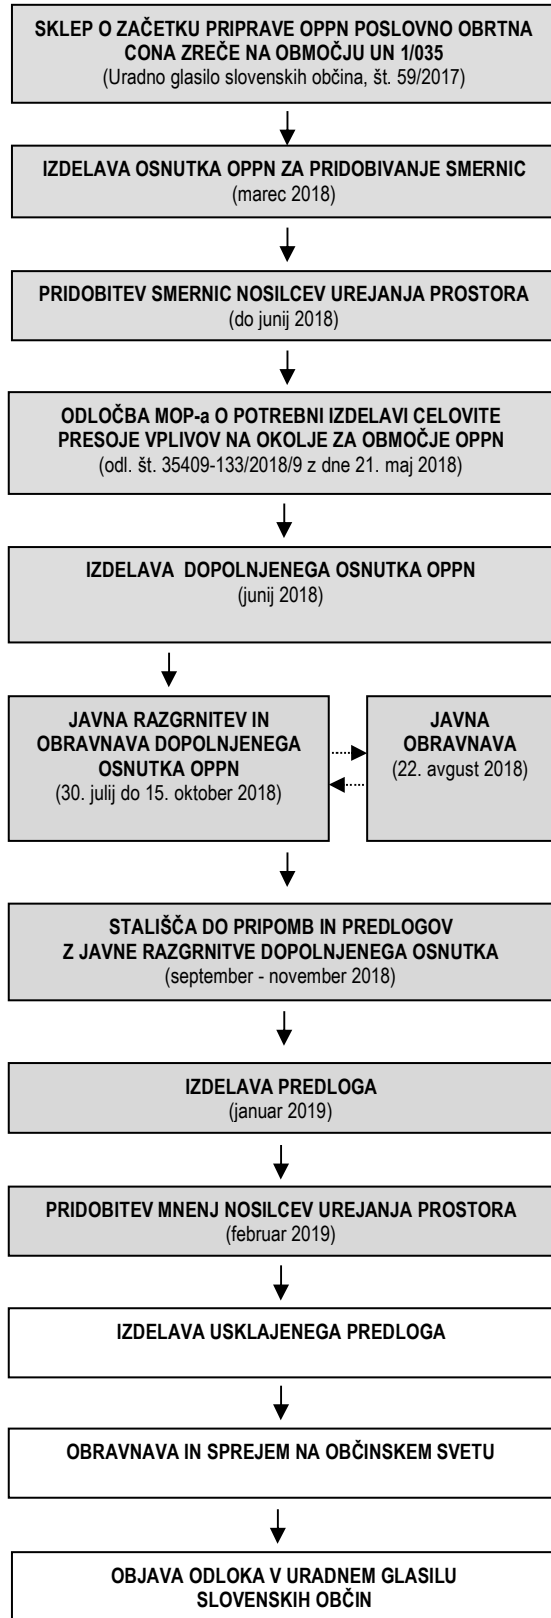 SKLEP O ZAČETKU PRIPRAVE OPPN POSLOVNO OBRTNA
CONA ZREČE NA OBMOČJU UN 1/035
(Uradno glasilo slovenskih občina, št. 59/2017)
IZDELAVA OSNUTKA OPPN ZA PRIDOBIVANJE SMERNIC
(marec 2018)
PRIDOBITEV SMERNIC NOSILCEV UREJANJA PROSTORA
(do junij 2018)
ODLOČBA MOP-a O POTREBNI IZDELAVI CELOVITE
PRESOJE VPLIVOV NA OKOLJE ZA OBMOČJE OPPN
(odl. št. 35409-133/2018/9 z dne 21. maj 2018)
IZDELAVA DOPOLNJENEGA OSNUTKA OPPN
(junij 2018)
JAVNA RAZGRNITEV IN
OBRAVNAVA DOPOLNJENEGA
OSNUTKA OPPN
(30. julij do 15. oktober 2018)
JAVNA
OBRAVNAVA
(22. avgust 2018)
STALIŠČA DO PRIPOMB IN PREDLOGOV
Z JAVNE RAZGRNITVE DOPOLNJENEGA OSNUTKA
(september - november 2018)
IZDELAVA PREDLOGA
(januar 2019)
PRIDOBITEV MNENJ NOSILCEV UREJANJA PROSTORA
(februar 2019)
IZDELAVA USKLAJENEGA PREDLOGA
OBRAVNAVA IN SPREJEM NA OBČINSKEM SVETU
OBJAVA ODLOKA V URADNEM GLASILU
SLOVENSKIH OBČIN